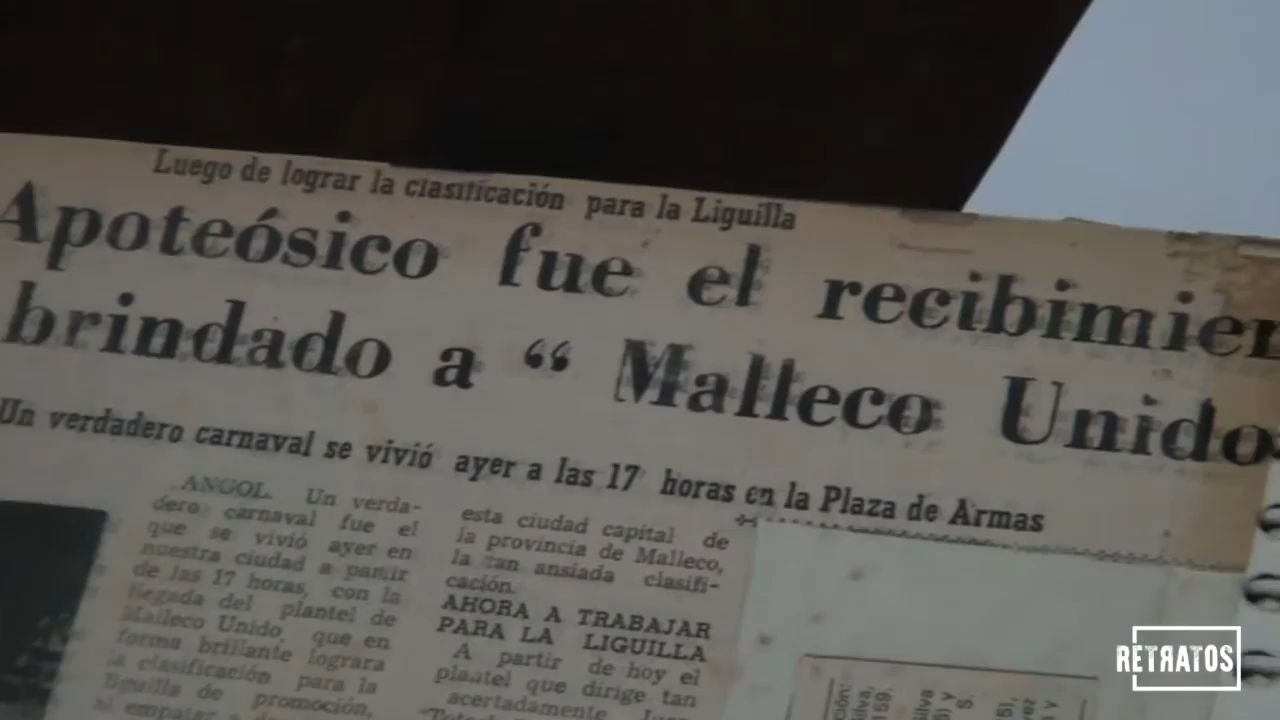 Luego de lograr la clasificación para la Liguilla
Apoteósico fue el recibimien
brindado a “ Malleco Unido
Un verdadero carnaval se vivió ayer a las 17 horas en la Plaza de Armas
ANGOL. Un verda-
dero carnaval fue el
que se vivió ayer en
nuestra ciudad a partir
de las 17 horas, con la
llegada del plantel de
Malleco Unido, que en
forma brillante lograra
la clasificación para la
liguilla de promoción,
al empatar a
esta ciudad capital de
la provincia de Malleco,
la tan ansiada clasifi-
cación.
AHORA A TRABAJAR
PARA LA LIGUILLA
A partir de hoy el
plantel que dirige tan
acertadamente
RETRATOS